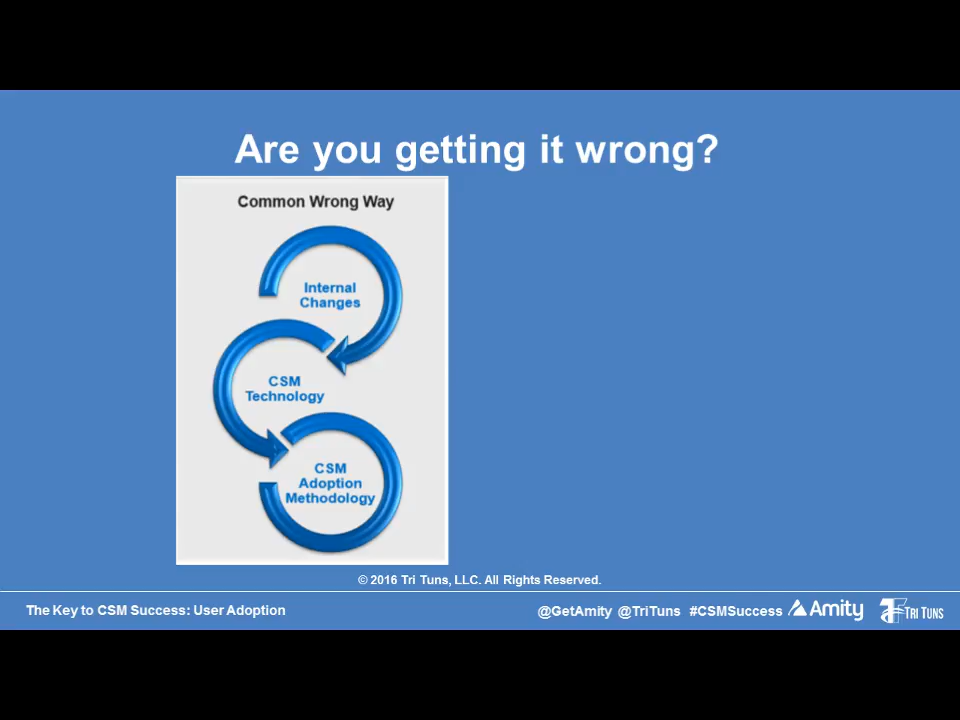 Are you getting it wrong?
Common Wrong Way
Internal
Changes
CSM
Technology
CSM
Adoption
Methodology
© 2016 Tri Tuns, LLC. All Rights Reserved.
The Key to CSM Success: User Adoption
@GetAmity @TriTuns #CSMSuccess
Amity
TRI TUNS